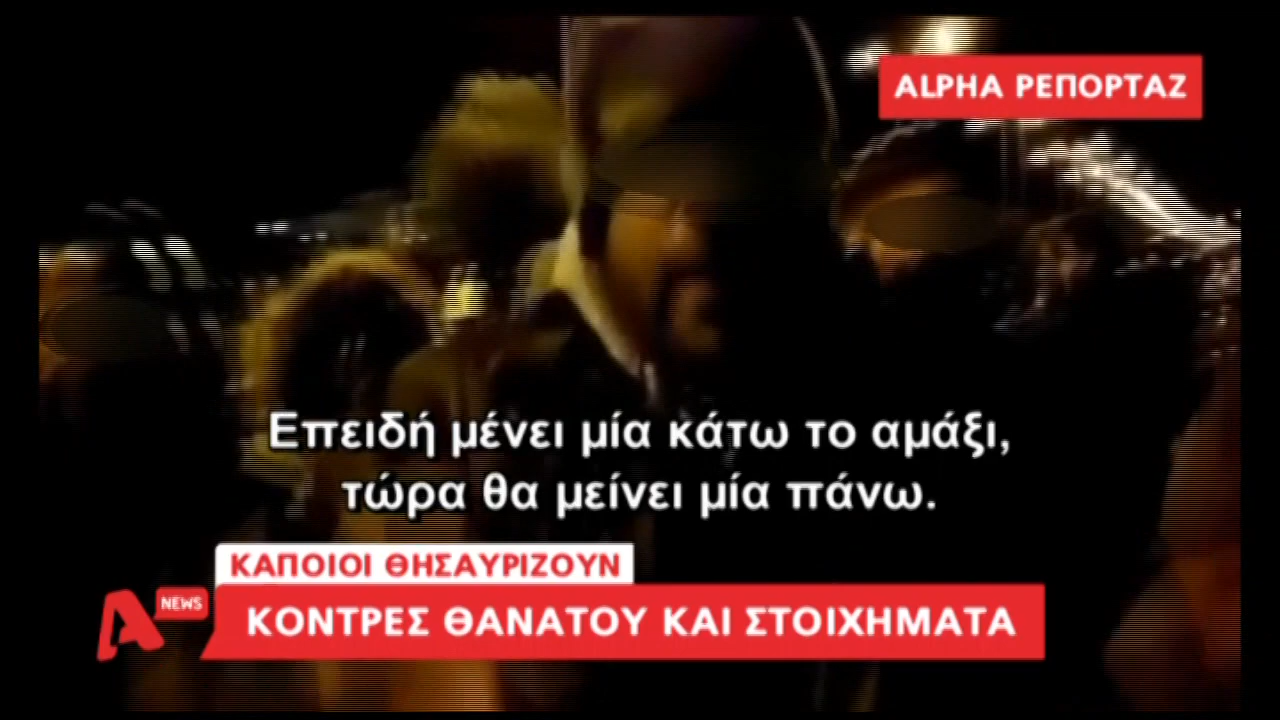 ALPHA ΡΕΠΟΡΤΑΖ
Επειδή μένει μία κάτω το αμάξι,
τώρα θα μείνει μία πάνω.
ΚΑΠΟΙΟΙ ΘΗΣΑΥΡΙΖΟΥΝ
NEWS
ΚΟΝΤΡΕΣ ΘΑΝΑΤΟΥ ΚΑΙ ΣΤΟΙΧΗΜΑΤΑ